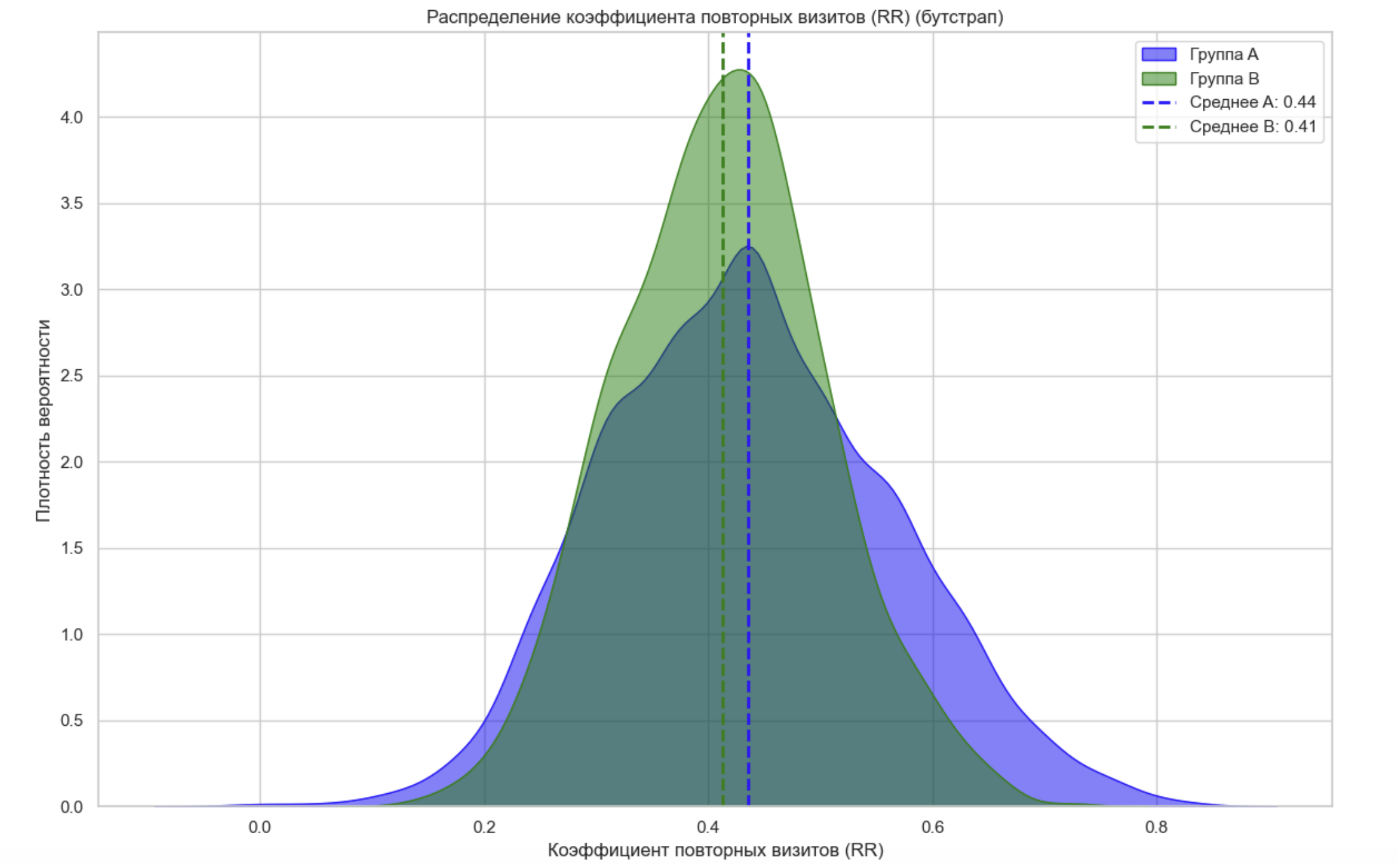 Распределение коэффициента повторных визитов (RR) (бутстрап)
Группа A
Группа B
Среднее A: 0.44
Среднее B: 0.41
Плотность вероятности
4.0
3.5
3.0
2.5
2.0
1.5
1.0
0.5
0.0
0.0 0.2 0.4 0.6 0.8
Коэффициент повторных визитов (RR)